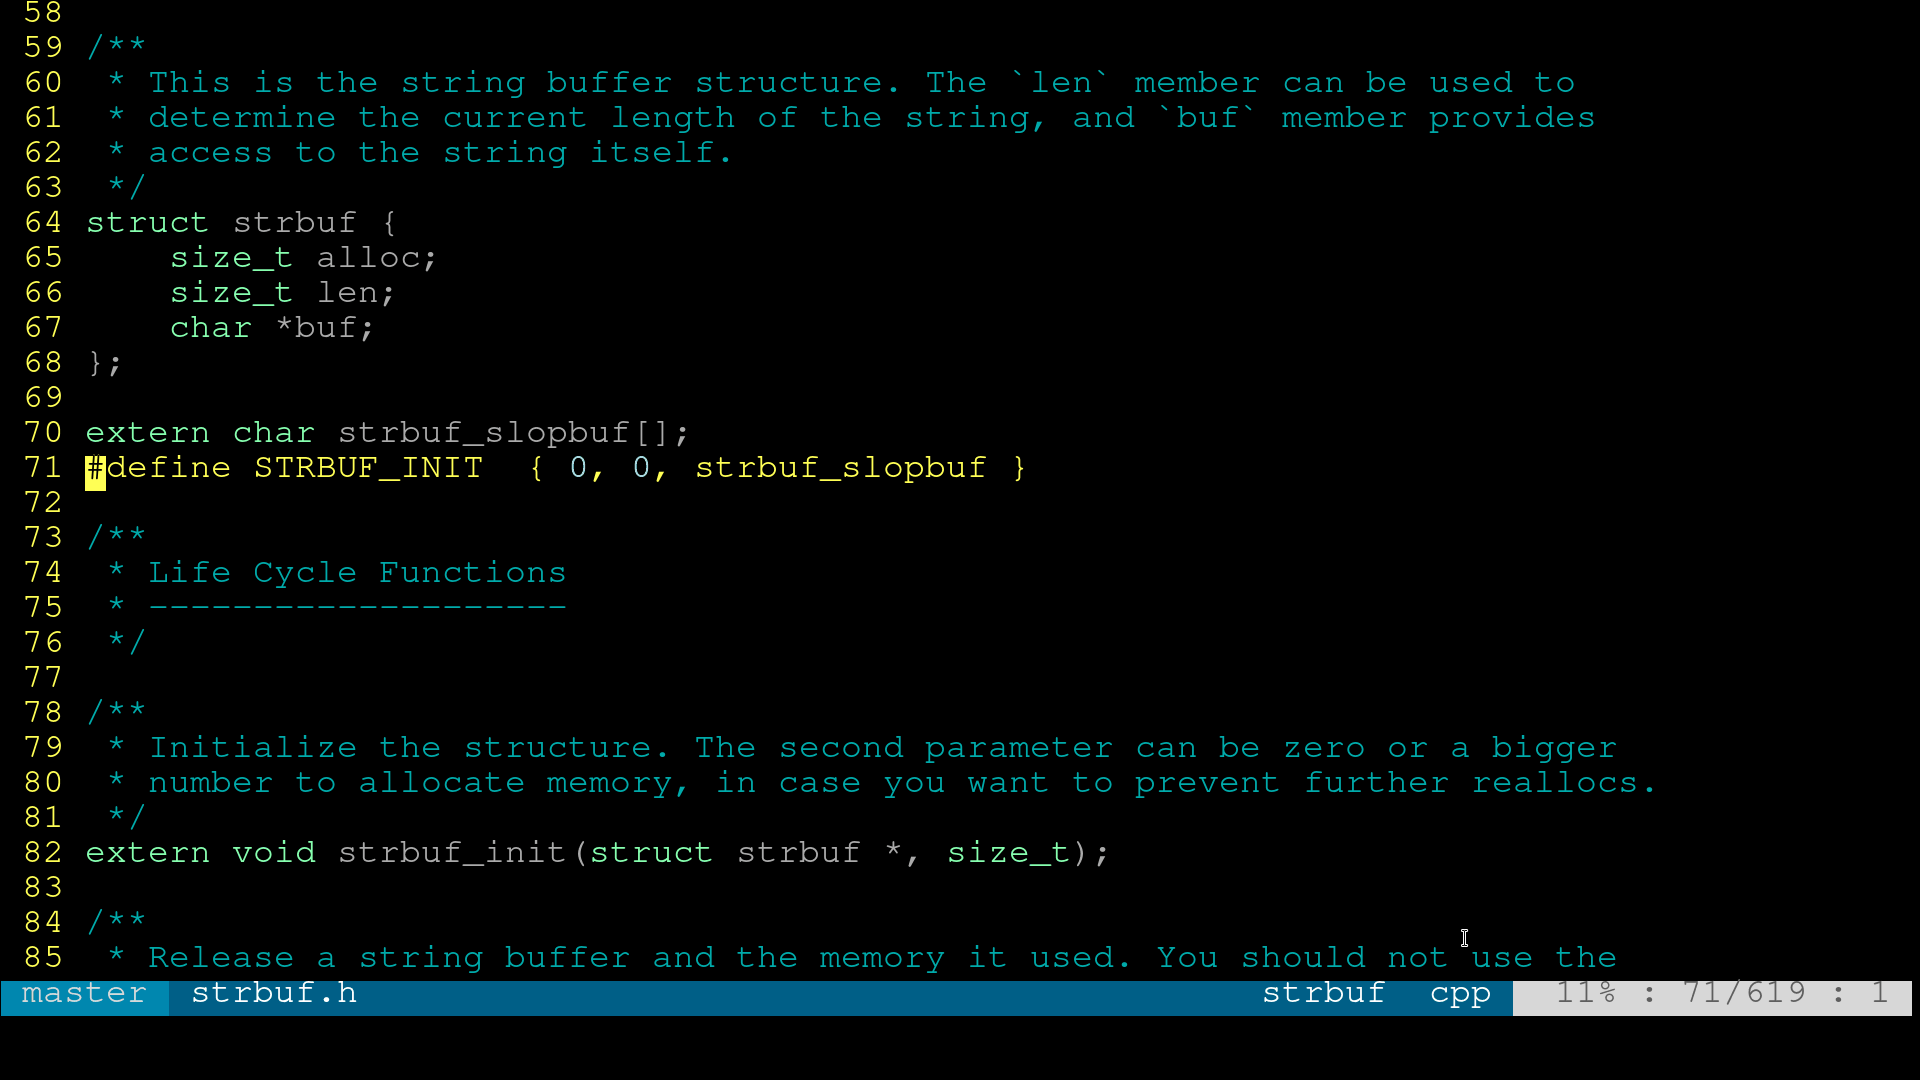 58
59 /**
60  * This is the string buffer structure. The `len` member can be used to
61  * determine the current length of the string, and `buf` member provides
62  * access to the string itself.
63  */
64 struct strbuf {
65     size_t alloc;
66     size_t len;
67     char *buf;
68 };
69
70 extern char strbuf_slopbuf[];
71 #define STRBUF_INIT  { 0, 0, strbuf_slopbuf }
72
73 /**
74  * Life Cycle Functions
75  * --------------------
76  */
77
78 /**
79  * Initialize the structure. The second parameter can be zero or a bigger
80  * number to allocate memory, in case you want to prevent further reallocs.
81  */
82 extern void strbuf_init(struct strbuf *, size_t);
83
84 /**
85  * Release a string buffer and the memory it used. You should not use the
master  strbuf.h  strbuf  cpp  11% : 71/619 : 1